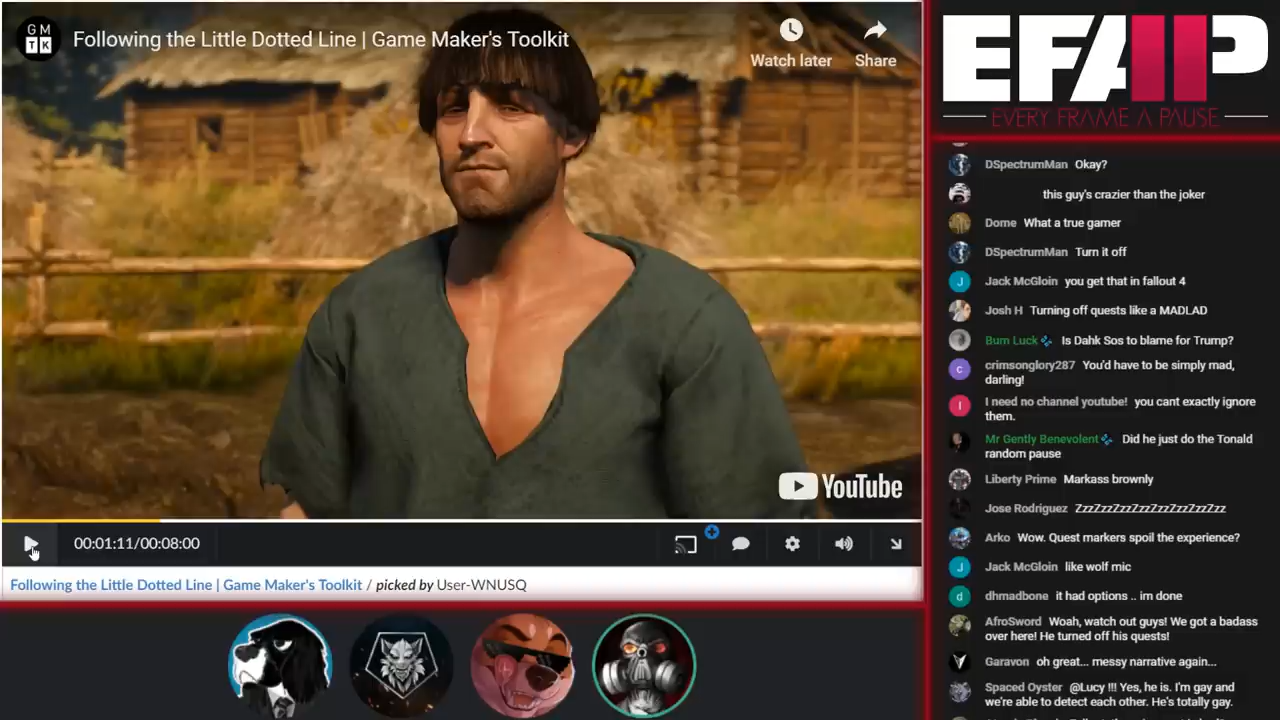 GM
TK
Following the Little Dotted Line | Game Maker's Toolkit
Watch later
Share
YouTube
00:01:11/00:08:00
Following the Little Dotted Line | Game Maker's Toolkit / picked by User-WNUSQ
EFAP
EVERY FRAME A PAUSE
DSpectrumMan Okay?
this guy's crazier than the joker
Dome What a true gamer
DSpectrumMan Turn it off
J Jack McGloin you get that in fallout 4
Josh H Turning off quests like a MADLAD
Bum Luck Is Dahk Sos to blame for Trump?
c crimsonglory287 You'd have to be simply mad,
darling!
I I need no channel youtube! you cant exactly ignore
them.
Mr Gently Benevolent Did he just do the Tonald
random pause
Liberty Prime Markass brownly
Jose Rodriguez ZzzZzzZzzZzzZzzZzzZzzZzz
Arko Wow. Quest markers spoil the experience?
J Jack McGloin like wolf mic
d dhmadbone it had options .. im done
AfroSword Woah, watch out guys! We got a badass
over here! He turned off his quests!
Garavon oh great... messy narrative again...
Spaced Oyster @Lucy !!! Yes, he is. I'm gay and
we're able to detect each other. He's totally gay.